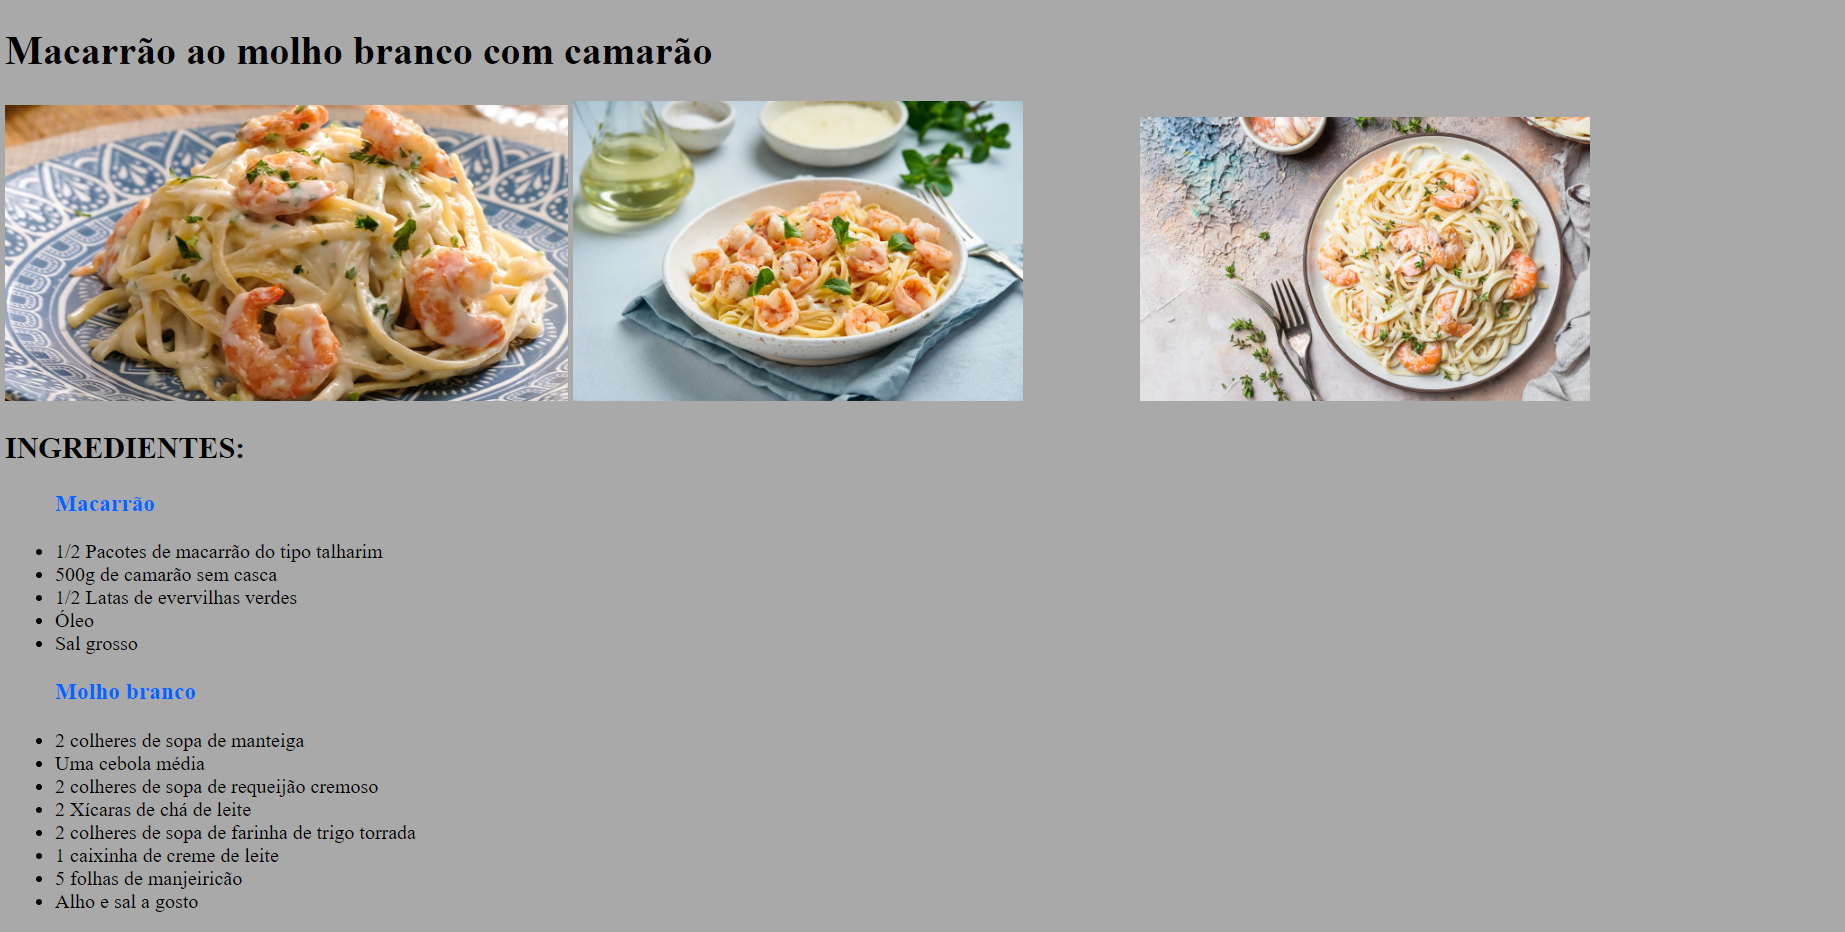 Macarrão ao molho branco com camarão
INGREDIENTES:
Macarrão
1/2 Pacotes de macarrão do tipo talharim
500g de camarão sem casca
1/2 Latas de evervilhas verdes
Óleo
Sal grosso
Molho branco
2 colheres de sopa de manteiga
Uma cebola média
2 colheres de sopa de requeijão cremoso
2 Xícaras de chá de leite
2 colheres de sopa de farinha de trigo torrada
1 caixinha de creme de leite
5 folhas de manjeiricão
Alho e sal a gosto